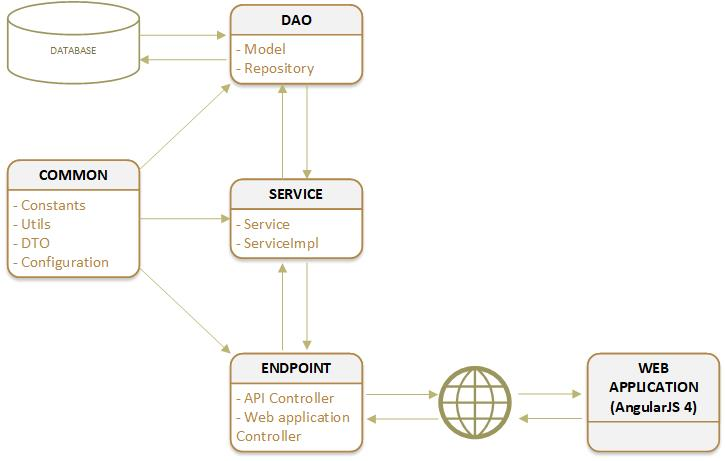 DATABASE
DAO
- Model
- Repository
COMMON
- Constants
- Utils
- DTO
- Configuration
SERVICE
- Service
- ServiceImpl
ENDPOINT
- API Controller
- Web application
Controller
WEB
APPLICATION
(AngularJS 4)